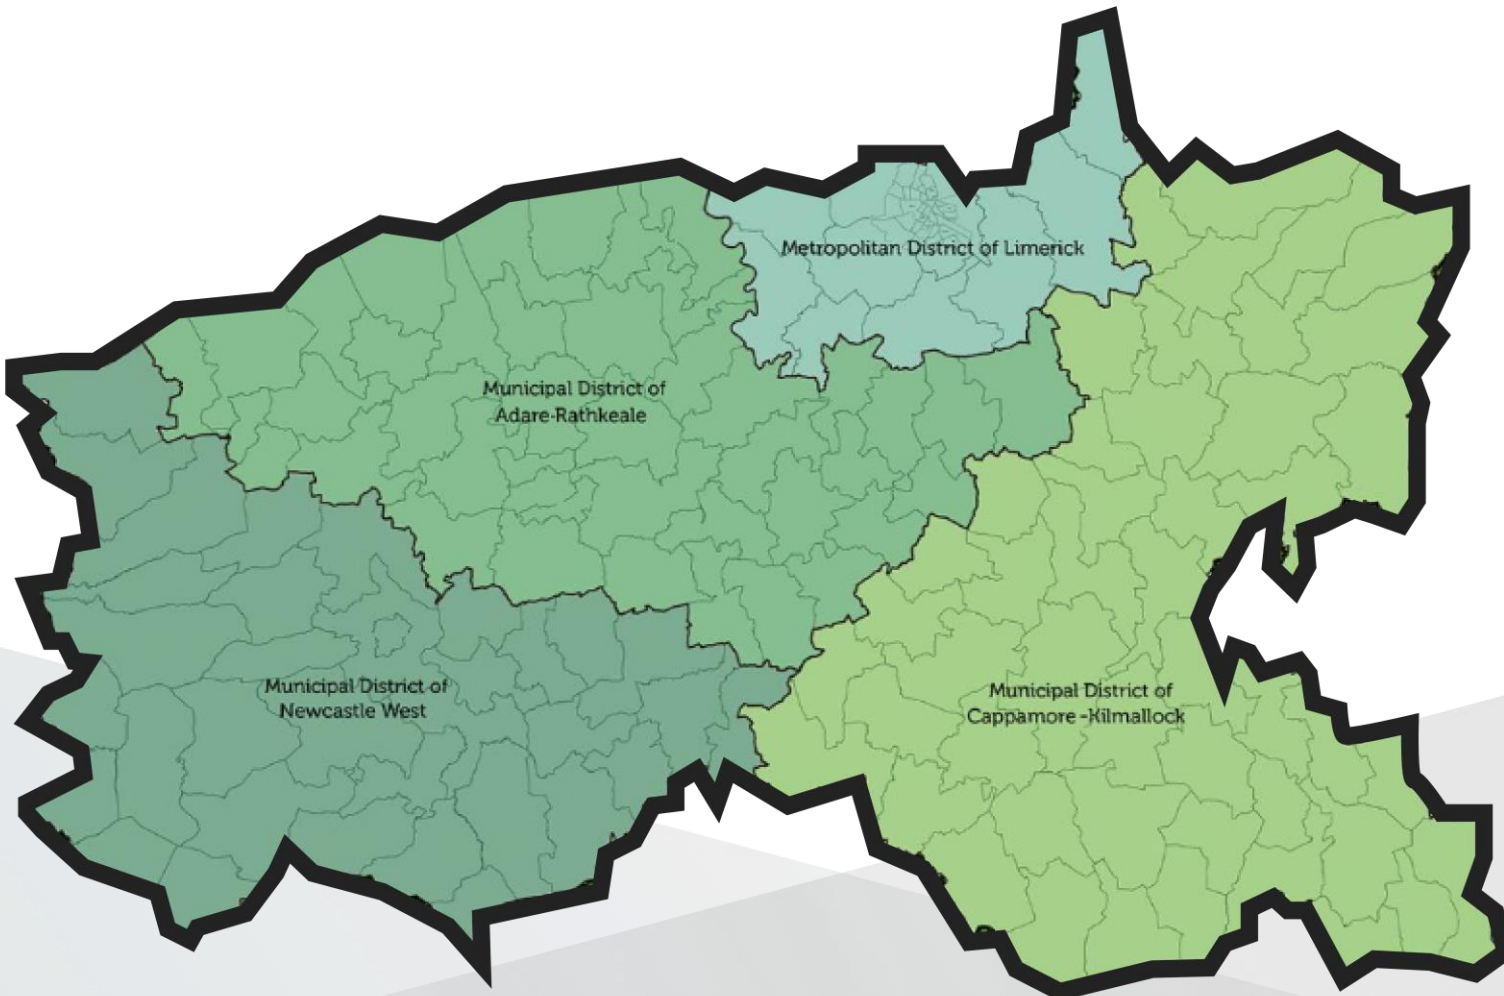 Metropolitan District of Limerick
Municipal District of
Adare-Rathkeale
Municipal District of
Newcastle West
Municipal District of
Cappamore -Kilmallock